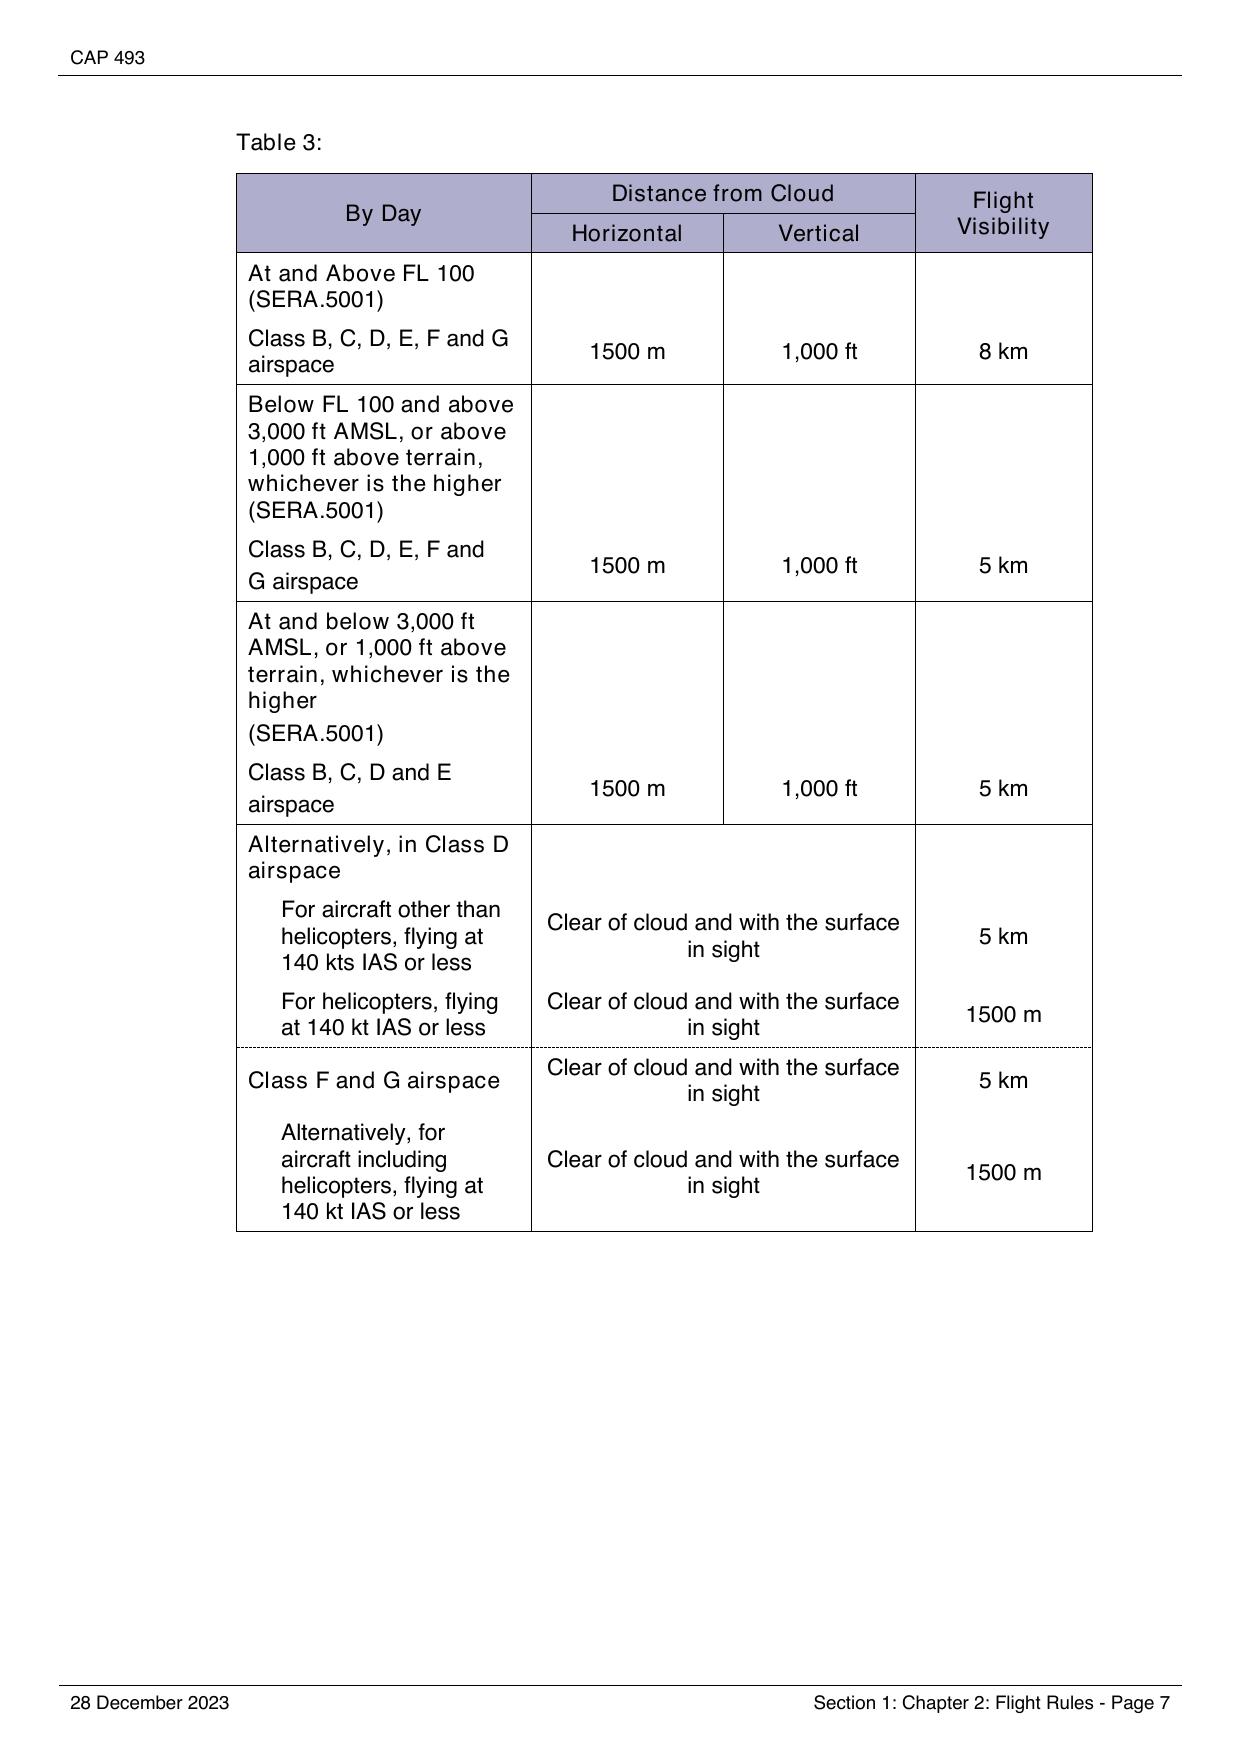 CAP 493
Table 3:
By Day
Distance from Cloud
Flight
Visibility
Horizontal
Vertical
At and Above FL 100
(SERA.5001)
Class B, C, D, E, F and G
airspace
1500 m
1,000 ft
8 km
Below FL 100 and above
3,000 ft AMSL, or above
1,000 ft above terrain,
whichever is the higher
(SERA.5001)
Class B, C, D, E, F and
G airspace
1500 m
1,000 ft
5 km
At and below 3,000 ft
AMSL, or 1,000 ft above
terrain, whichever is the
higher
(SERA.5001)
Class B, C, D and E
airspace
1500 m
1,000 ft
5 km
Alternatively, in Class D
airspace
For aircraft other than
helicopters, flying at
140 kts IAS or less
Clear of cloud and with the surface
in sight
5 km
For helicopters, flying
at 140 kt IAS or less
Clear of cloud and with the surface
in sight
1500 m
Class F and G airspace
Clear of cloud and with the surface
in sight
5 km
Alternatively, for
aircraft including
helicopters, flying at
140 kt IAS or less
Clear of cloud and with the surface
in sight
1500 m
28 December 2023
Section 1: Chapter 2: Flight Rules - Page 7